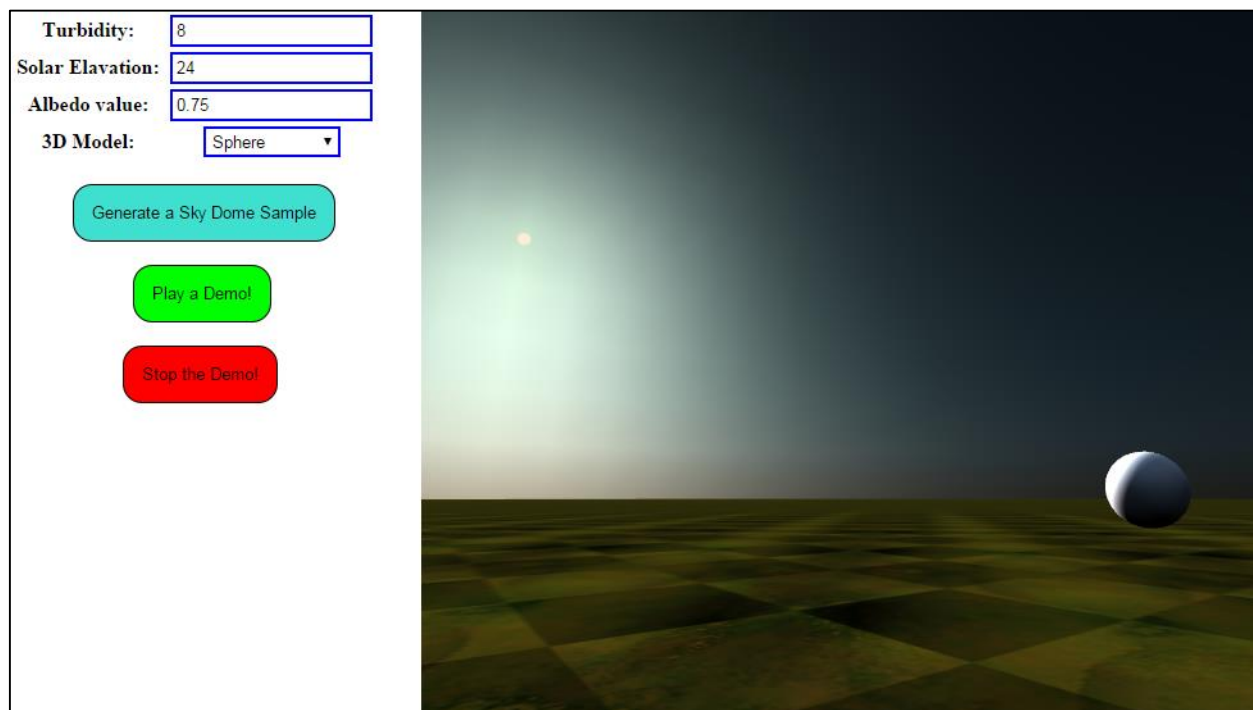 Turbidity: 8
Solar Elavation: 24
Albedo value: 0.75
3D Model: Sphere
Generate a Sky Dome Sample
Play a Demo!
Stop the Demo!